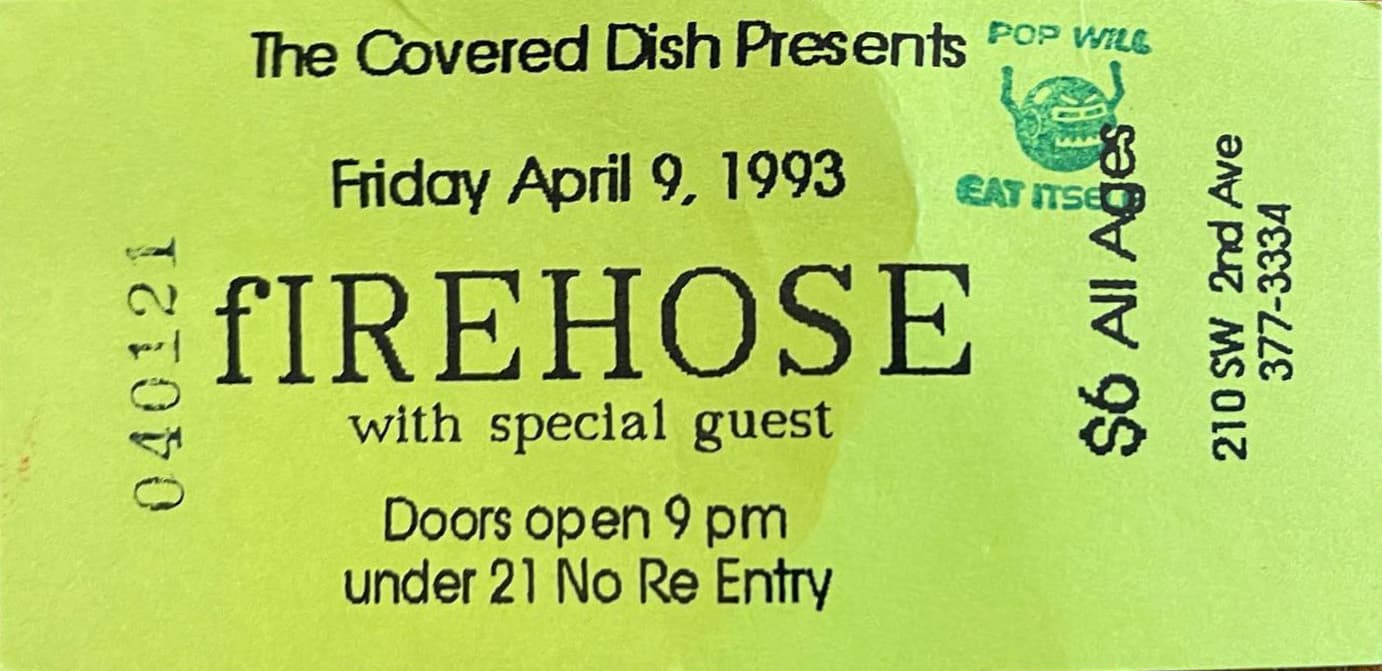 The Covered Dish Presents
POP WILL
EAT ITSE
Friday April 9, 1993
fIREHOSE
with special guest
Doors open 9 pm
under 21 No Re Entry
040121
$6 All Ages
210 SW 2nd Ave
377-3334